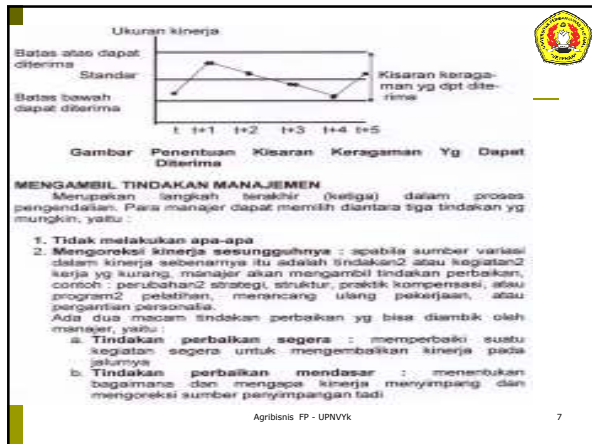 Ukuran kinerja
Batas atas dapat
diterima
Standar
Batas bawah
dapat diterima
Kisaran keraga-
man yg dpt dite-
rima
t t+1 t+2 t+3 t+4 t+5
Gambar Penentuan Kisaran Keragaman Yg Dapat
Diterima
MENGAMBIL TINDAKAN MANAJEMEN
Merupakan langkah terakhir (ketiga) dalam proses
pengendalian. Para manajer dapat memilih diantara tiga tindakan yg
mungkin, yaitu :
1. Tidak melakukan apa-apa
2. Mengoreksi kinerja sesungguhnya : apabila sumber variasi
dalam kinerja sebenarnya itu adalah tindakan2 atau kegiatan2
kerja yg kurang, manajer akan mengambil tindakan perbaikan,
contoh : perubahan2 strategi, struktur, praktik kompensasi, atau
program2 pelatihan, merancang ulang pekerjaan, atau
pergantian personalia.
Ada dua macam tindakan perbaikan yg bisa diambik oleh
manajer, yaitu :
a. Tindakan perbaikan segera : memperbaiki suatu
kegiatan segera untuk mengembalikan kinerja pada
jalurnya
b. Tindakan perbaikan mendasar : menentukan
bagaimana dan mengapa kinerja menyimpang dan
mengoreksi sumber penyimpangan tadi
Agribisnis FP - UPNVYk
7